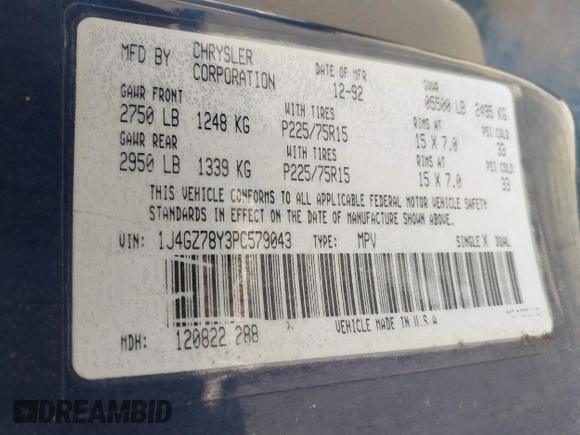 MFD BY CHRYSLER CORPORATION DATE OF MFR 12-92 GVWR 05500 LB 2495 KG
GAWR FRONT WITH TIRES RIMS AT PSI COLD
2750 LB 1248 KG P225/75R15 15 X 7.0 33
GAWR REAR WITH TIRES RIMS AT PSI COLD
2950 LB 1339 KG P225/75R15 15 X 7.0 33
THIS VEHICLE CONFORMS TO ALL APPLICABLE FEDERAL MOTOR VEHICLE SAFETY
STANDARDS IN EFFECT ON THE DATE OF MANUFACTURE SHOWN ABOVE.
VIN: 1J4GZ78Y3PC579043 TYPE: MPV SINGLE X DUAL
MDH: 120822 288 VEHICLE MADE IN U.S.A
DREAMBID